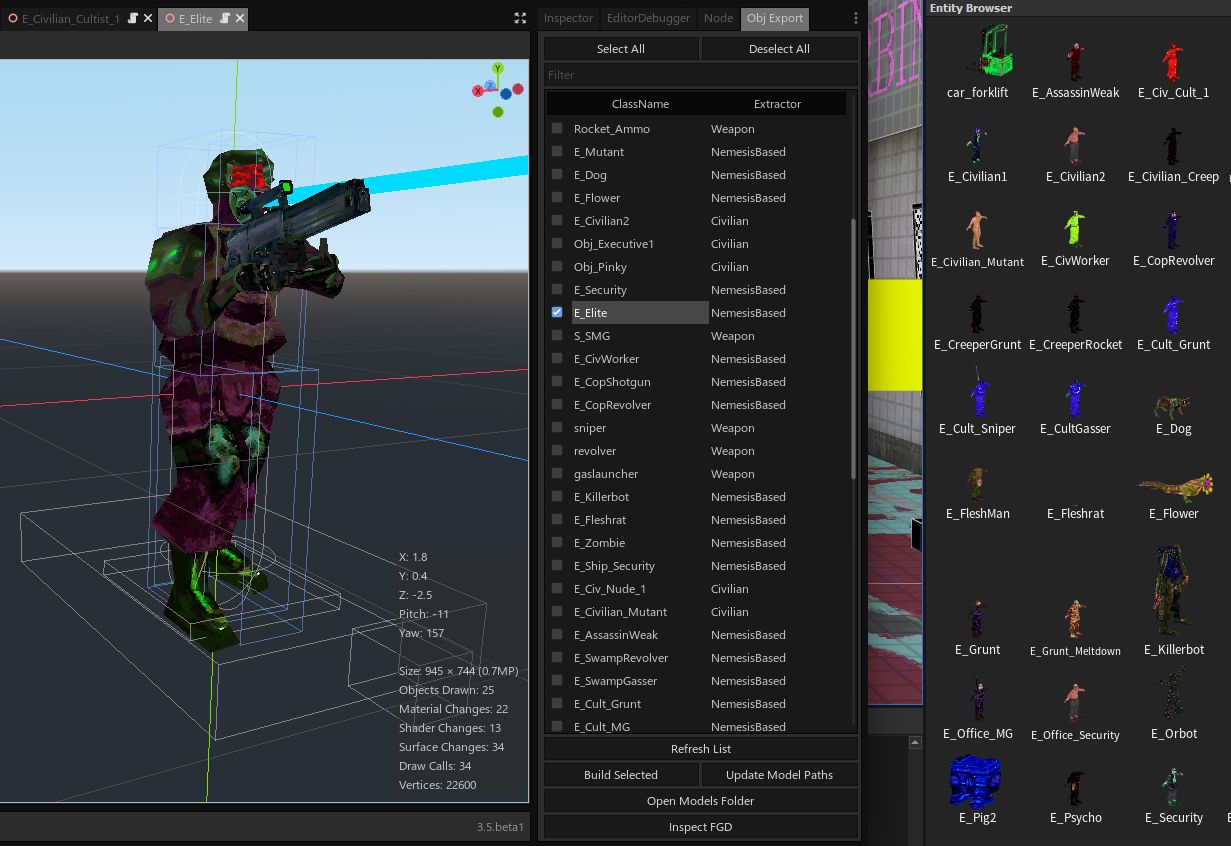 E_Civilian_Cultist_1
E_Elite
Y
X
Z
X: 1.8
Y: 0.4
Z: -2.5
Pitch: -11
Yaw: 157
Size: 945 × 744 (0.7MP)
Objects Drawn: 25
Material Changes: 22
Shader Changes: 13
Surface Changes: 34
Draw Calls: 34
Vertices: 22600
3.5.beta1
Inspector EditorDebugger Node Obj Export
Select All Deselect All
Filter
ClassName Extractor
Rocket_Ammo Weapon
E_Mutant NemesisBased
E_Dog NemesisBased
E_Flower NemesisBased
E_Civilian2 Civilian
Obj_Executive1 Civilian
Obj_Pinky Civilian
E_Security NemesisBased
E_Elite NemesisBased
S_SMG Weapon
E_CivWorker NemesisBased
E_CopShotgun NemesisBased
E_CopRevolver NemesisBased
sniper Weapon
revolver Weapon
gaslauncher Weapon
E_Killerbot NemesisBased
E_Fleshrat NemesisBased
E_Zombie NemesisBased
E_Ship_Security NemesisBased
E_Civ_Nude_1 Civilian
E_Civilian_Mutant Civilian
E_AssassinWeak NemesisBased
E_SwampRevolver NemesisBased
E_SwampGasser NemesisBased
E_Cult_Grunt NemesisBased
E_Cult_MG NemesisBased
Refresh List
Build Selected Update Model Paths
Open Models Folder
Inspect FGD
Entity Browser
car_forklift E_AssassinWeak E_Civ_Cult_1
E_Civilian1 E_Civilian2 E_Civilian_Creep
E_Civilian_Mutant E_CivWorker E_CopRevolver
E_CreeperGrunt E_CreeperRocket E_Cult_Grunt
E_Cult_Sniper E_CultGasser E_Dog
E_FleshMan E_Fleshrat E_Flower
E_Grunt E_Grunt_Meltdown E_Killerbot
E_Office_MG E_Office_Security E_Orbot
E_Pig2 E_Psycho E_Security